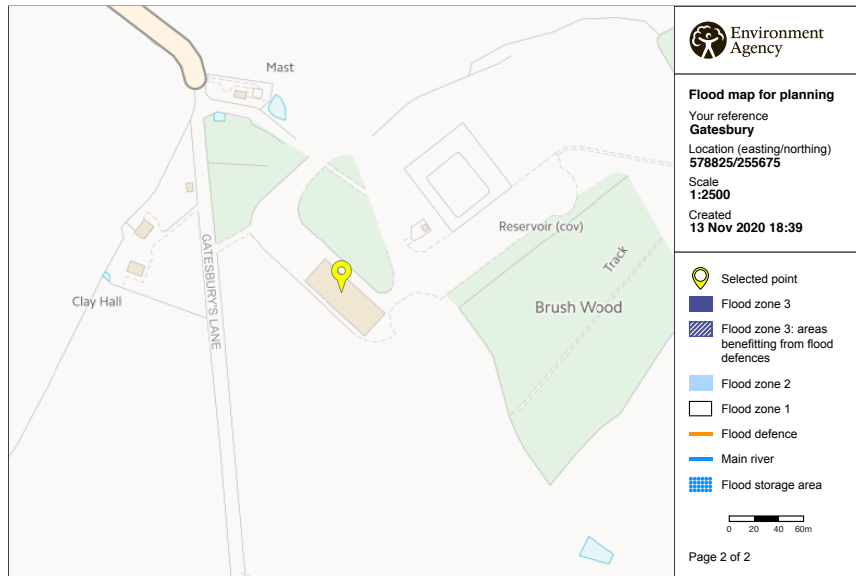 Mast
GATESBURY'S LANE
Clay Hall
Reservoir (cov)
Track
Brush Wood
Environment
Agency
Flood map for planning
Your reference
Gatesbury
Location (easting/northing)
578825/255675
Scale
1:2500
Created
13 Nov 2020 18:39
Selected point
Flood zone 3
Flood zone 3: areas
benefitting from flood
defences
Flood zone 2
Flood zone 1
Flood defence
Main river
Flood storage area
0 20 40 60m
Page 2 of 2